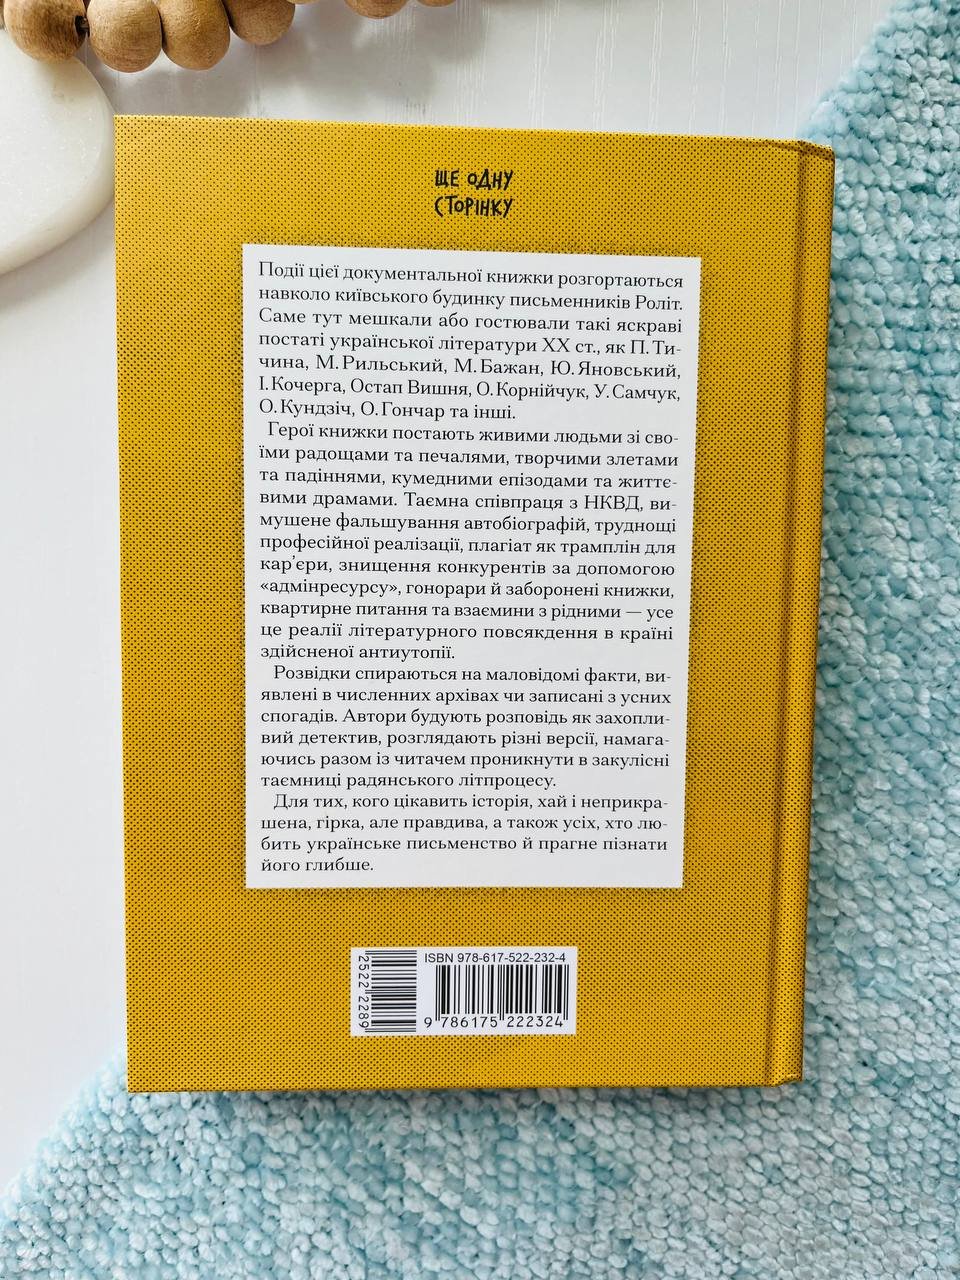 ЩЕ ОДНУ
СТОРІНКУ
Події цієї документальної книжки розгортаються
навколо київського будинку письменників Роліт.
Саме тут мешкали або гостювали такі яскраві
постаті української літератури ХХ ст., як П. Ти-
чина, М. Рильський, М. Бажан, Ю. Яновський,
І. Кочерга, Остап Вишня, О. Корнійчук, У. Самчук,
О. Кундзіч, О. Гончар та інші.
Герої книжки постають живими людьми зі сво-
їми радощами та печалями, творчими злетами
та падіннями, кумедними епізодами та життє-
вими драмами. Таємна співпраця з НКВД, ви-
мушене фальшування автобіографій, труднощі
професійної реалізації, плагіат як трамплін для
кар’єри, знищення конкурентів за допомогою
«адмінресурсу», гонорари й заборонені книжки,
квартирне питання та взаємини з рідними — усе
це реалії літературного повсякдення в країні
здійсненої антиутопії.
Розвідки спираються на маловідомі факти, ви-
явлені в численних архівах чи записані з усних
спогадів. Автори будують розповідь як захопли-
вий детектив, розглядають різні версії, намага-
ючись разом із читачем проникнути в закулісні
таємниці радянського літпроцесу.
Для тих, кого цікавить історія, хай і неприкра-
шена, гірка, але правдива, а також усіх, хто лю-
бить українське письменство й прагне пізнати
його глибше.
2522 2289
ISBN 978-617-522-232-4
9 786175 222324